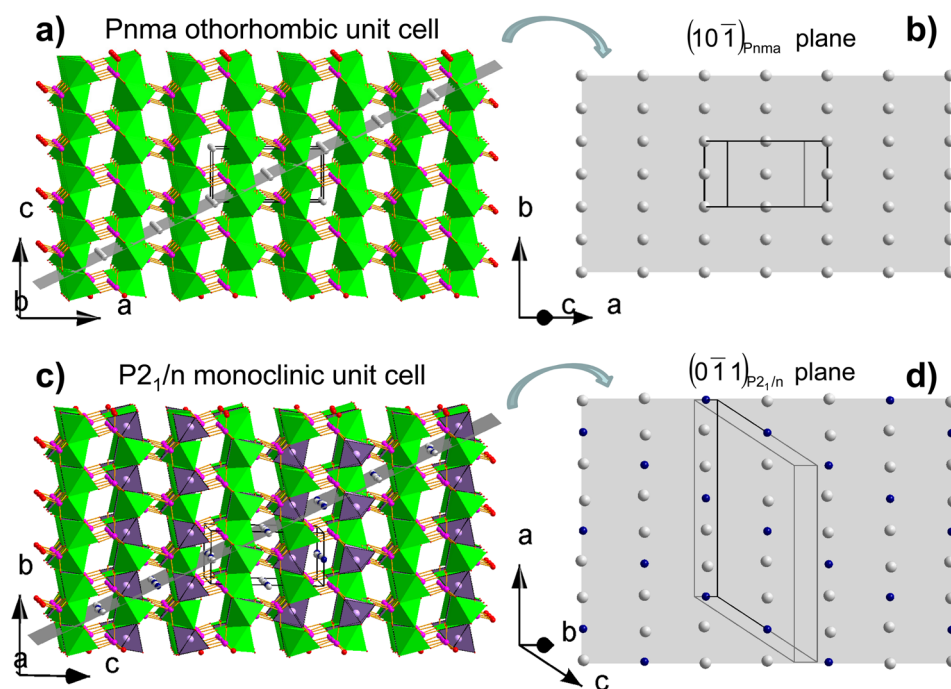 a) Pnma othorhombic unit cell
(101̅)Pnma plane b)
c
b
a
b
c
a
c) P2₁/n monoclinic unit cell
(01̅1)P2₁/n plane d)
b
a
c
a
b
c